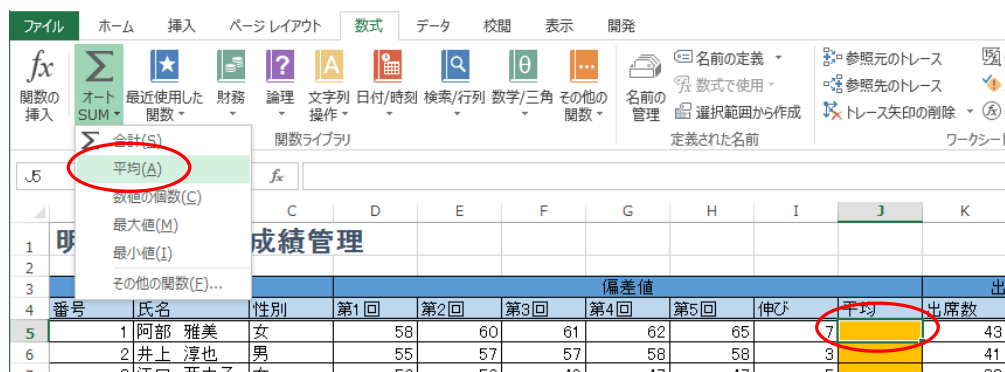 ファイル ホーム 挿入 ページ レイアウト 数式 データ 校閲 表示 開発
fx Σ ? A θ ...
関数の 挿入 オート SUM 最近使用した 関数 財務 論理 文字列 操作 日付/時刻 検索/行列 数学/三角 その他の 関数
名前の 管理 名前の定義
数式で使用
選択範囲から作成
参照元のトレース
参照先のトレース
トレース矢印の削除
関数ライブラリ 定義された名前 ワークシー
Σ 合計(S)
平均(A)
数値の個数(C)
最大値(M)
最小値(I)
その他の関数(F)...
J5 fx
C D E F G H I J K
1 明 成績管理
2
3 偏差値 出
4 番号 氏名 性別 第1回 第2回 第3回 第4回 第5回 伸び 平均 出席数
5 1 阿部 雅美 女 58 60 61 62 65 7 43
6 2 井上 淳也 男 55 57 57 58 58 3 41